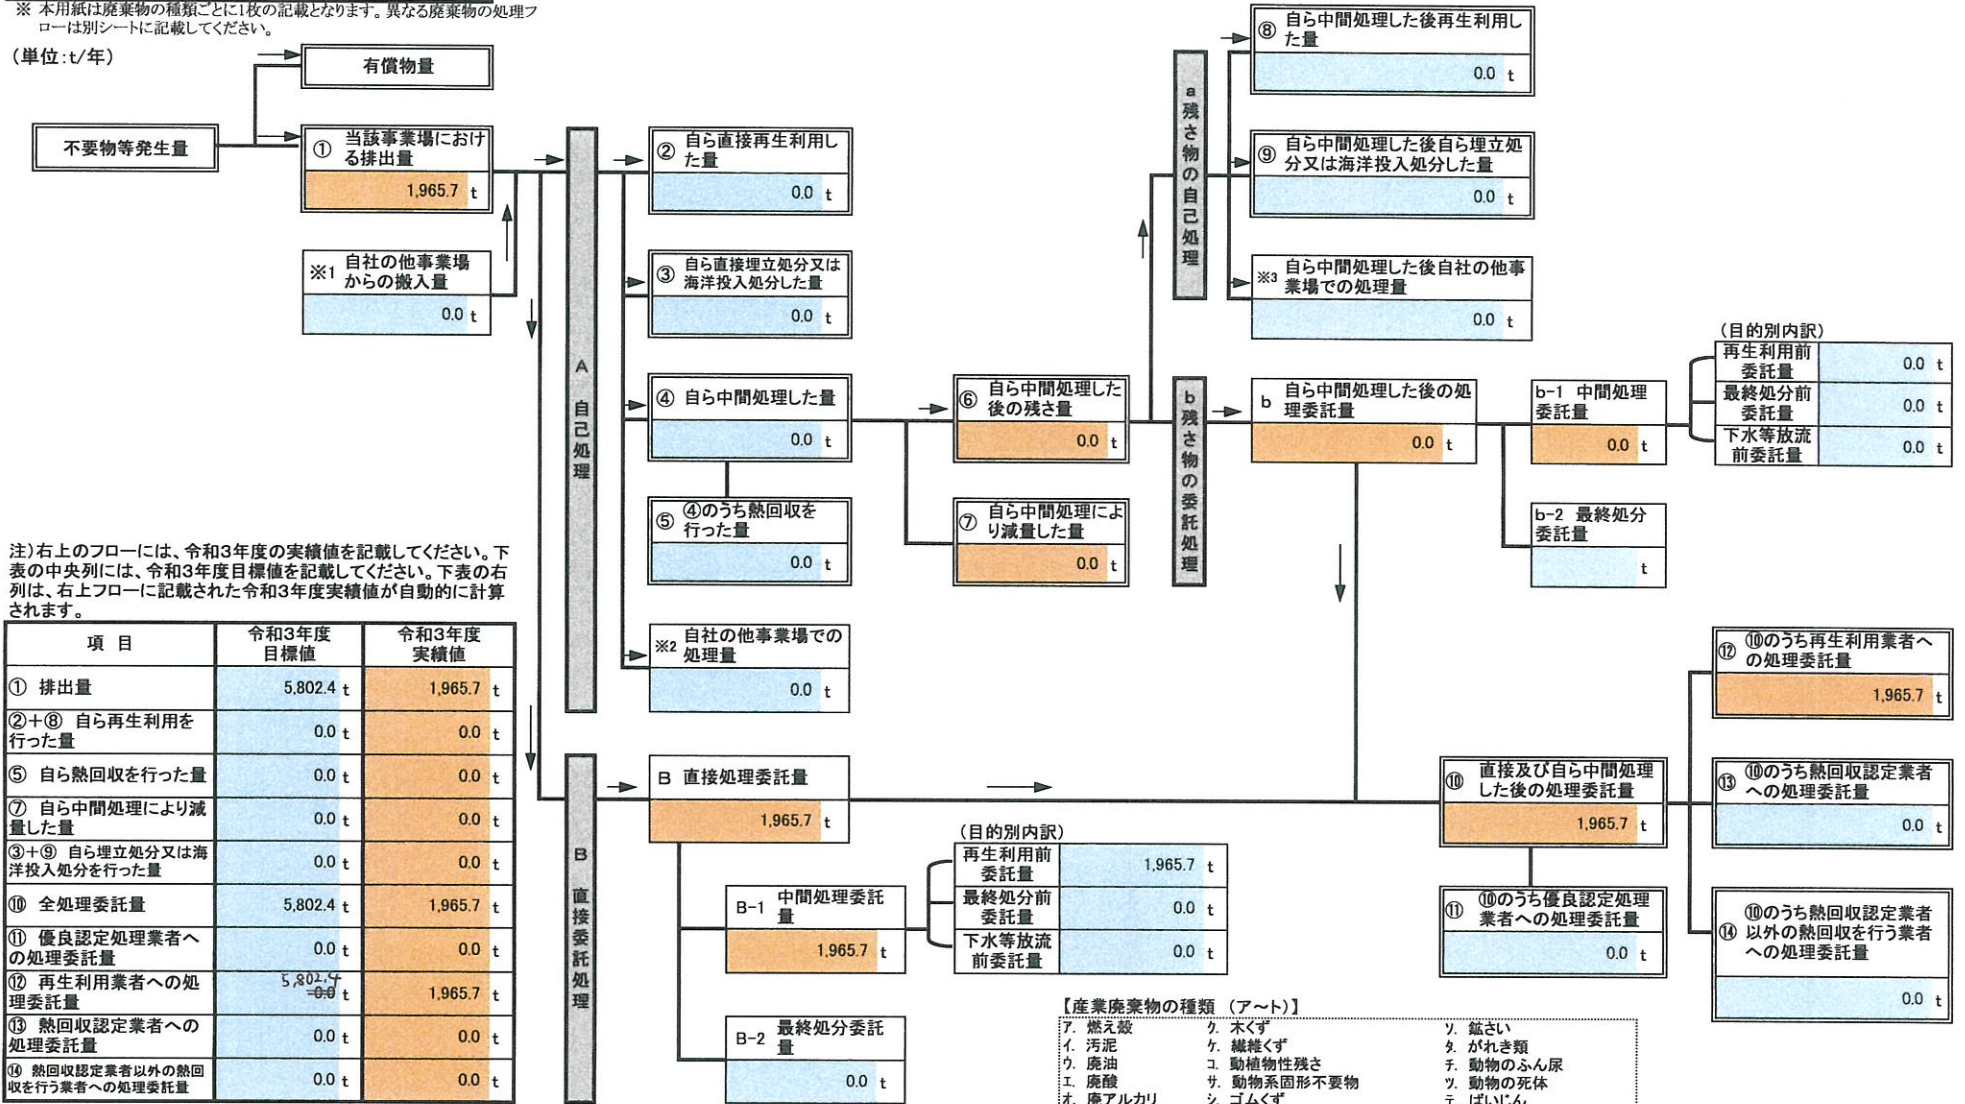 ※ 本用紙は廃棄物の種類ごとに1枚の記載となります。異なる廃棄物の処理フ
ローは別シートに記載してください。
(単位:t/年)
有償物量
不要物等発生量
① 当該事業場におけ
る排出量
1,965.7 t
※1 自社の他事業場
からの搬入量
0.0 t
A 自己処理
② 自ら直接再生利用し
た量
0.0 t
③ 自ら直接埋立処分又は
海洋投入処分した量
0.0 t
④ 自ら中間処理した量
0.0 t
⑤ ④のうち熱回収を
行った量
0.0 t
※2 自社の他事業場での
処理量
0.0 t
⑥ 自ら中間処理した
後の残さ量
0.0 t
⑦ 自ら中間処理によ
り減量した量
0.0 t
a 残さ物の自己処理
⑧ 自ら中間処理した後再生利用し
た量
0.0 t
⑨ 自ら中間処理した後自ら埋立処
分又は海洋投入処分した量
0.0 t
※3 自ら中間処理した後自社の他事
業場での処理量
0.0 t
b 残さ物の委託処理
b 自ら中間処理した後の処
理委託量
0.0 t
b-1 中間処理
委託量
0.0 t
b-2 最終処分
委託量
t
(目的別内訳)
再生利用前
委託量
0.0 t
最終処分前
委託量
0.0 t
下水等放流
前委託量
0.0 t
注)右上のフローには、令和3年度の実績値を記載してください。下
表の中央列には、令和3年度目標値を記載してください。下表の右
列は、右上フローに記載された令和3年度実績値が自動的に計算
されます。
項 目
令和3年度
目標値
令和3年度
実績値
① 排出量 5,802.4 t 1,965.7 t
②+⑧ 自ら再生利用を
行った量
0.0 t 0.0 t
⑤ 自ら熱回収を行った量 0.0 t 0.0 t
⑦ 自ら中間処理により減
量した量
0.0 t 0.0 t
③+⑨ 自ら埋立処分又は海
洋投入処分を行った量
0.0 t 0.0 t
⑩ 全処理委託量 5,802.4 t 1,965.7 t
⑪ 優良認定処理業者へ
の処理委託量
0.0 t 0.0 t
⑫ 再生利用業者への処
理委託量
5,802.4
0.0 t 1,965.7 t
⑬ 熱回収認定業者への
処理委託量
0.0 t 0.0 t
⑭ 熱回収認定業者以外の熱回
収を行う業者への処理委託量
0.0 t 0.0 t
B 直接委託処理
B 直接処理委託量
1,965.7 t
B-1 中間処理委託
量
1,965.7 t
B-2 最終処分委託
量
0.0 t
(目的別内訳)
再生利用前
委託量
1,965.7 t
最終処分前
委託量
0.0 t
下水等放流
前委託量
0.0 t
⑩ 直接及び自ら中間処理
した後の処理委託量
1,965.7 t
⑪ ⑩のうち優良認定処理
業者への処理委託量
0.0 t
⑫ ⑩のうち再生利用業者へ
の処理委託量
1,965.7 t
⑬ ⑩のうち熱回収認定業者
への処理委託量
0.0 t
⑭ ⑩のうち熱回収認定業者
以外の熱回収を行う業者
への処理委託量
0.0 t
【産業廃棄物の種類 (ア~ト)】
ア. 燃え殻 ク. 木くず ソ. 鉱さい
イ. 汚泥 ケ. 繊維くず タ. がれき類
ウ. 廃油 コ. 動植物性残さ チ. 動物のふん尿
エ. 廃酸 サ. 動物系固形不要物 ツ. 動物の死体
オ. 廃アルカリ シ. ゴムくず テ. ばいじん